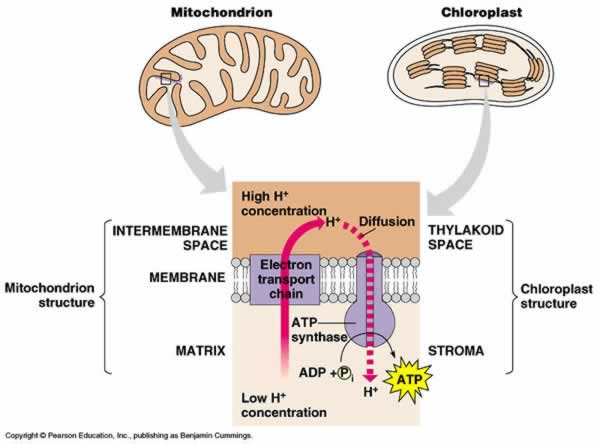 Mitochondrion
Chloroplast
High H+
concentration
H+
Diffusion
INTERMEMBRANE
SPACE
THYLAKOID
SPACE
Electron
transport
chain
MEMBRANE
Mitochondrion
structure
Chloroplast
structure
ATP
synthase
MATRIX
STROMA
ADP + Pi
ATP
H+
Low H+
concentration
Copyright © Pearson Education, Inc., publishing as Benjamin Cummings.